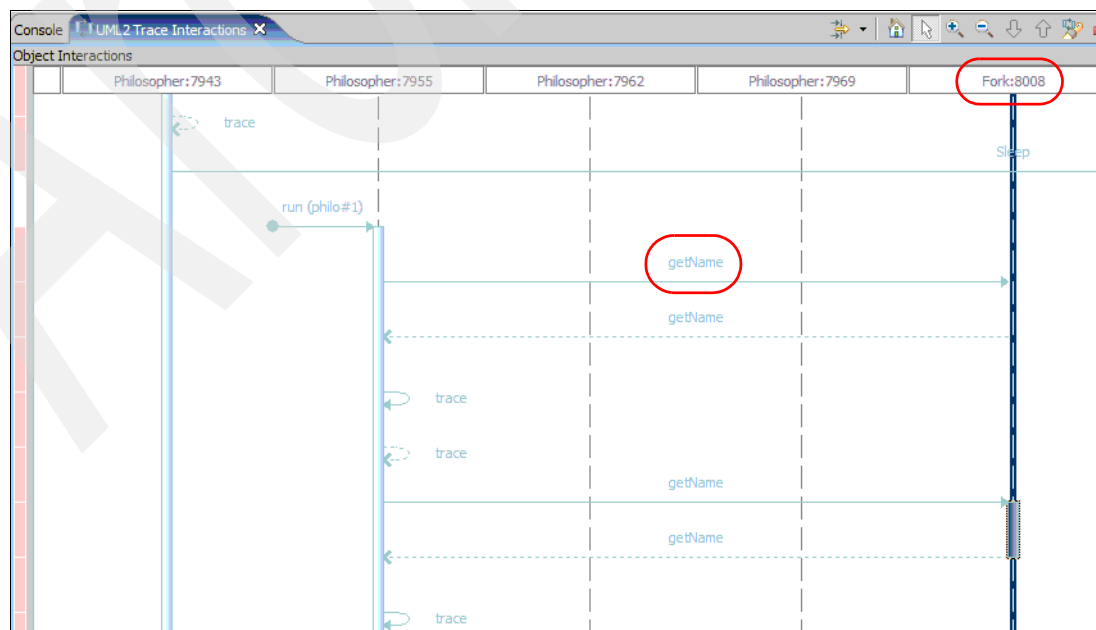 Console UML2 Trace Interactions
Object Interactions
Philosopher:7943 Philosopher:7955 Philosopher:7962 Philosopher:7969 Fork:8008
trace
Sleep
run (philo#1)
getName
getName
trace
trace
getName
getName
trace